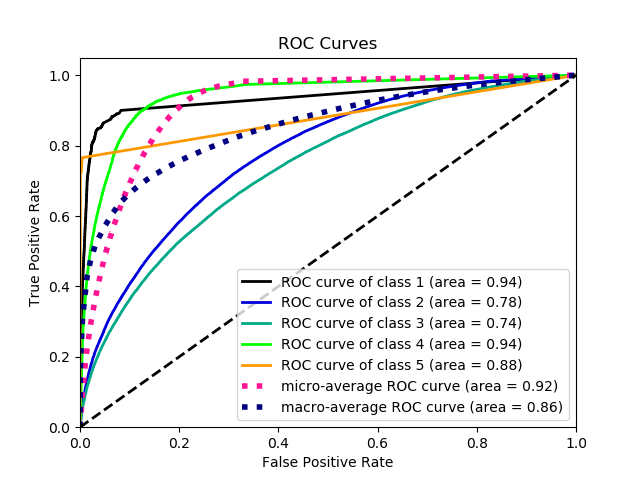 ROC Curves
True Positive Rate
1.0
0.8
0.6
0.4
0.2
0.0
ROC curve of class 1 (area = 0.94)
ROC curve of class 2 (area = 0.78)
ROC curve of class 3 (area = 0.74)
ROC curve of class 4 (area = 0.94)
ROC curve of class 5 (area = 0.88)
micro-average ROC curve (area = 0.92)
macro-average ROC curve (area = 0.86)
0.0 0.2 0.4 0.6 0.8 1.0
False Positive Rate